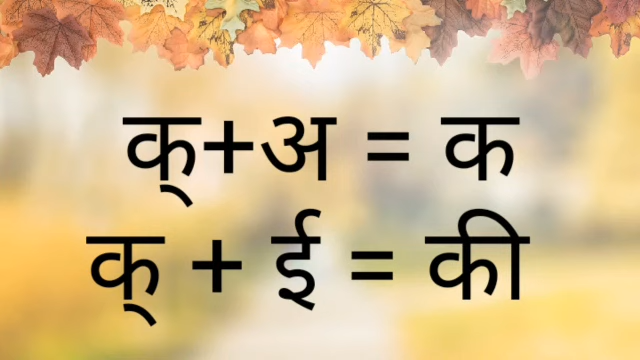 क्+अ = क
क् + ई = की